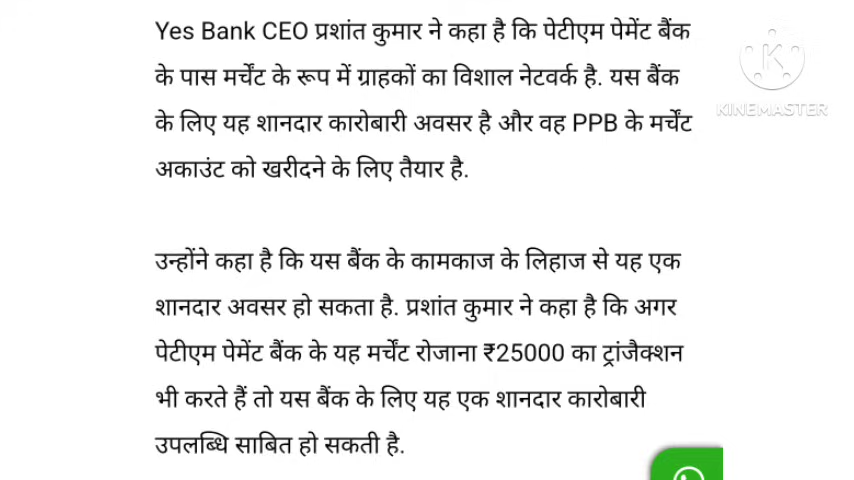 Yes Bank CEO प्रशांत कुमार ने कहा है कि पेटीएम पेमेंट बैंक
के पास मर्चेंट के रूप में ग्राहकों का विशाल नेटवर्क है. यस बैंक
के लिए यह शानदार कारोबारी अवसर है और वह PPB के मर्चेंट
अकाउंट को खरीदने के लिए तैयार है.
उन्होंने कहा है कि यस बैंक के कामकाज के लिहाज से यह एक
शानदार अवसर हो सकता है. प्रशांत कुमार ने कहा है कि अगर
पेटीएम पेमेंट बैंक के यह मर्चेंट रोजाना ₹25000 का ट्रांजैक्शन
भी करते हैं तो यस बैंक के लिए यह एक शानदार कारोबारी
उपलब्धि साबित हो सकती है.
K
KINEMASTER